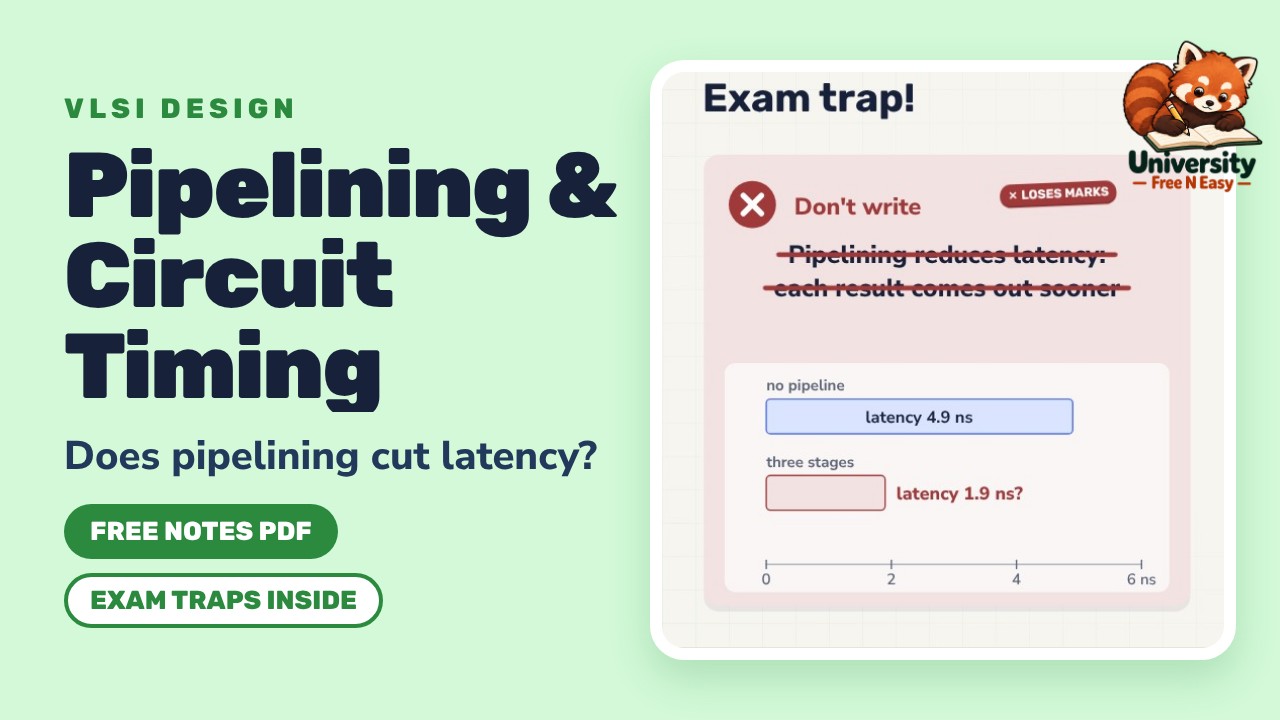 VLSI DESIGN
Pipelining &
Circuit
Timing
Does pipelining cut latency?
FREE NOTES PDF
EXAM TRAPS INSIDE
Exam trap!
Don't write
× LOSES MARKS
Pipelining reduces latency:
each result comes out sooner
no pipeline
latency 4.9 ns
three stages
latency 1.9 ns?
0 2 4 6 ns
University
Free N Easy